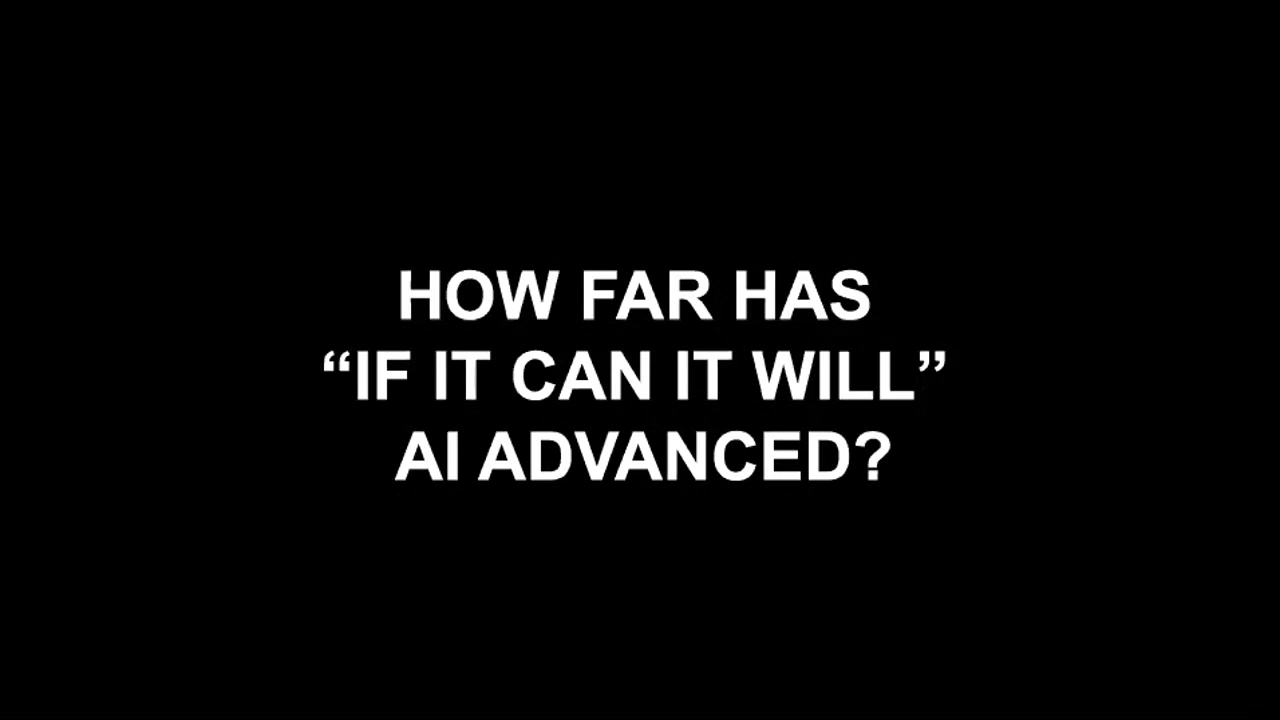 HOW FAR HAS
“IF IT CAN IT WILL”
AI ADVANCED?